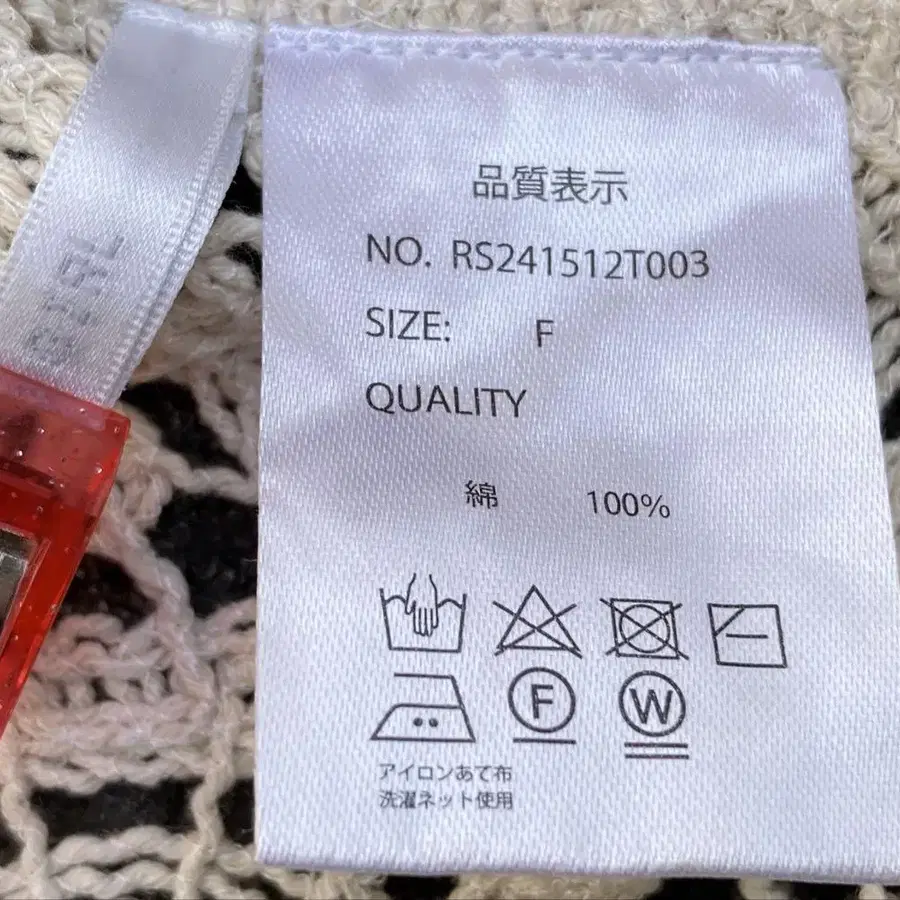 品質表示
NO. RS241512T003
SIZE: F
QUALITY
綿 100%
F W
アイロンあて布
洗濯ネット使用